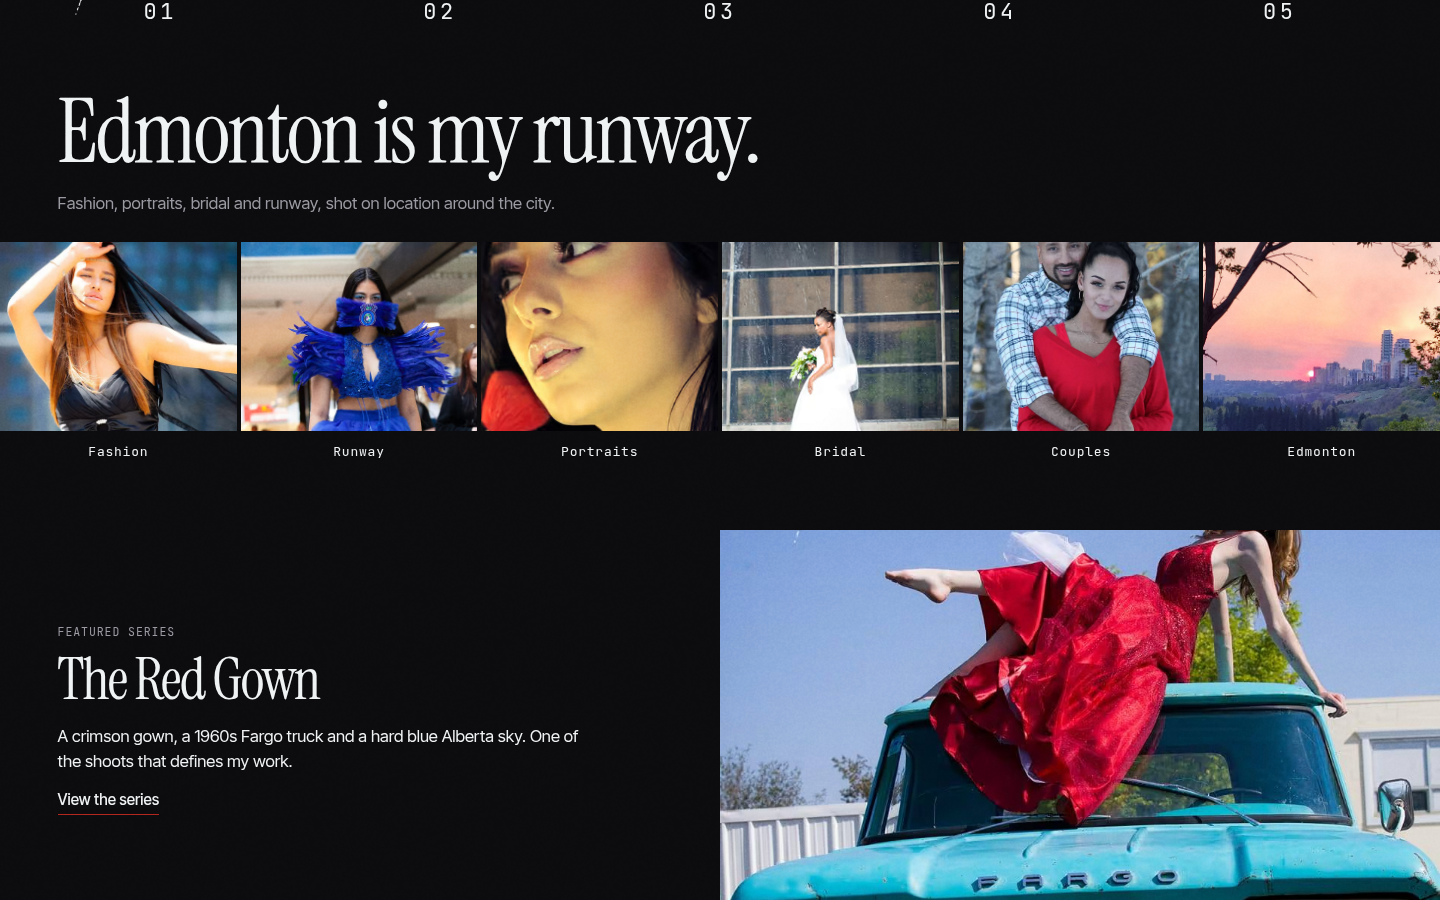 01 02 03 04 05
Edmonton is my runway.
Fashion, portraits, bridal and runway, shot on location around the city.
Fashion Runway Portraits Bridal Couples Edmonton
FEATURED SERIES
The Red Gown
A crimson gown, a 1960s Fargo truck and a hard blue Alberta sky. One of
the shoots that defines my work.
View the series
FARGO